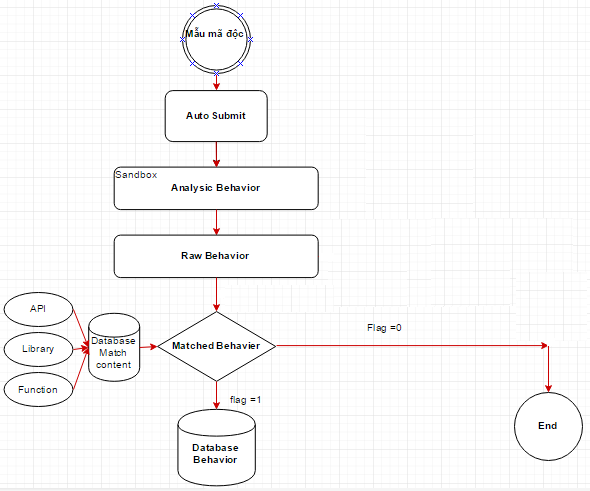 Mẫu mã độc
Auto Submit
Sandbox
Analysic Behavior
Raw Behavior
API
Library
Function
Database
Match
content
Matched Behavier
Flag =0
flag =1
Database
Behavior
End